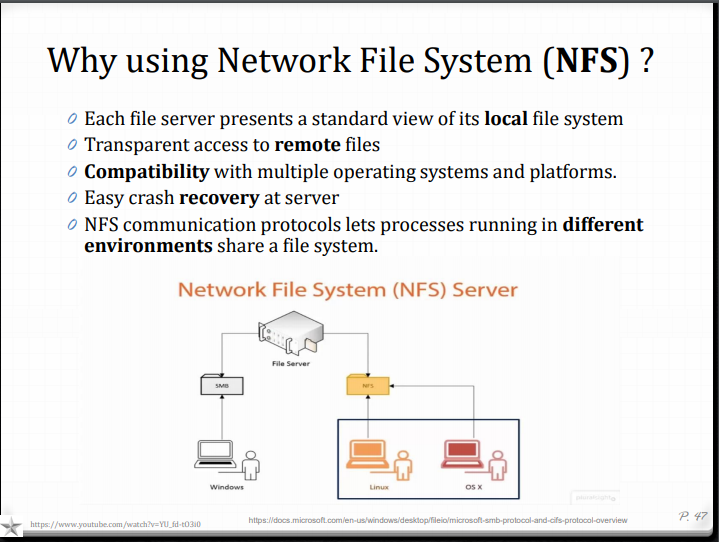 Why using Network File System (NFS) ?
Each file server presents a standard view of its local file system
Transparent access to remote files
Compatibility with multiple operating systems and platforms.
Easy crash recovery at server
NFS communication protocols lets processes running in different
environments share a file system.
Network File System (NFS) Server
File Server
SMB
NFS
Windows
Linux
OS X
pluralsight
https://www.youtube.com/watch?v=YU_fd-tO3i0
https://docs.microsoft.com/en-us/windows/desktop/fileio/microsoft-smb-protocol-and-cifs-protocol-overview
P. 47